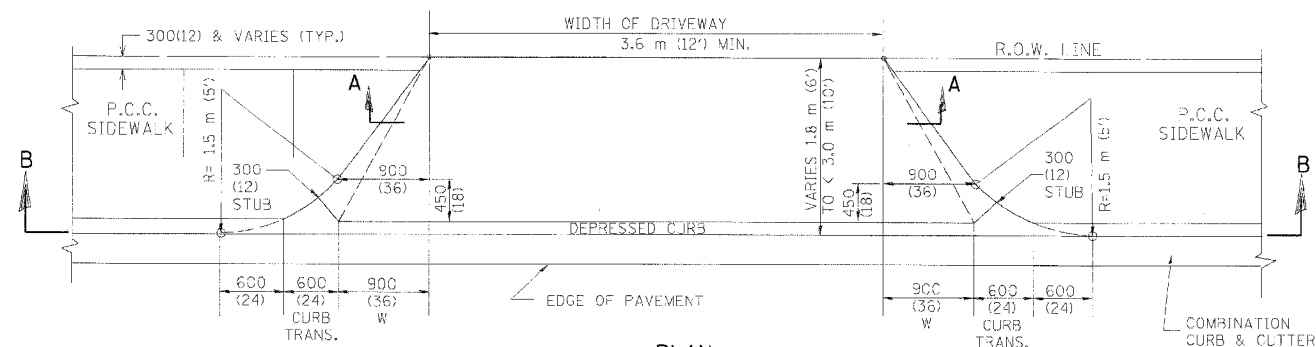 WIDTH OF DRIVEWAY
3.6 m (12') MIN.
300(12) & VARIES (TYP.)
R.O.W. LINE
A
A
P.C.C.
SIDEWALK
P.C.C.
SIDEWALK
R= 1.5 m (5')
300
(12)
STUB
900
(36)
450
(18)
VARIES 1.8 m (6')
TO < 3.0 m (10')
900
(36)
450
(18)
300
(12)
STUB
R=1.5 m (5')
B
B
DEPRESSED CURB
600
(24)
600
(24)
CURB
TRANS.
900
(36)
W
EDGE OF PAVEMENT
900
(36)
W
600
(24)
CURB
TRANS.
600
(24)
COMBINATION
CURB & GUTTER